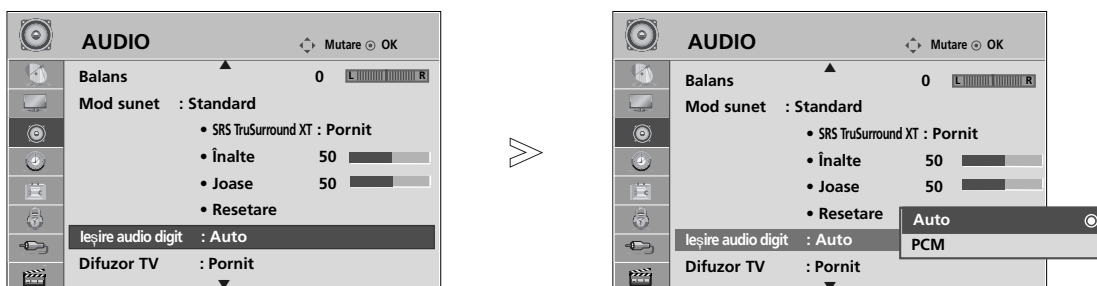 AUDIO Mutare OK
Balans 0 L R
Mod sunet : Standard
• SRS TruSurround XT : Pornit
• Înalte 50
• Joase 50
• Resetare
Ieșire audio digit : Auto
Difuzor TV : Pornit
>
AUDIO Mutare OK
Balans 0 L R
Mod sunet : Standard
• SRS TruSurround XT : Pornit
• Înalte 50
• Joase 50
• Resetare
Ieșire audio digit : Auto
Difuzor TV : Pornit
Auto
PCM